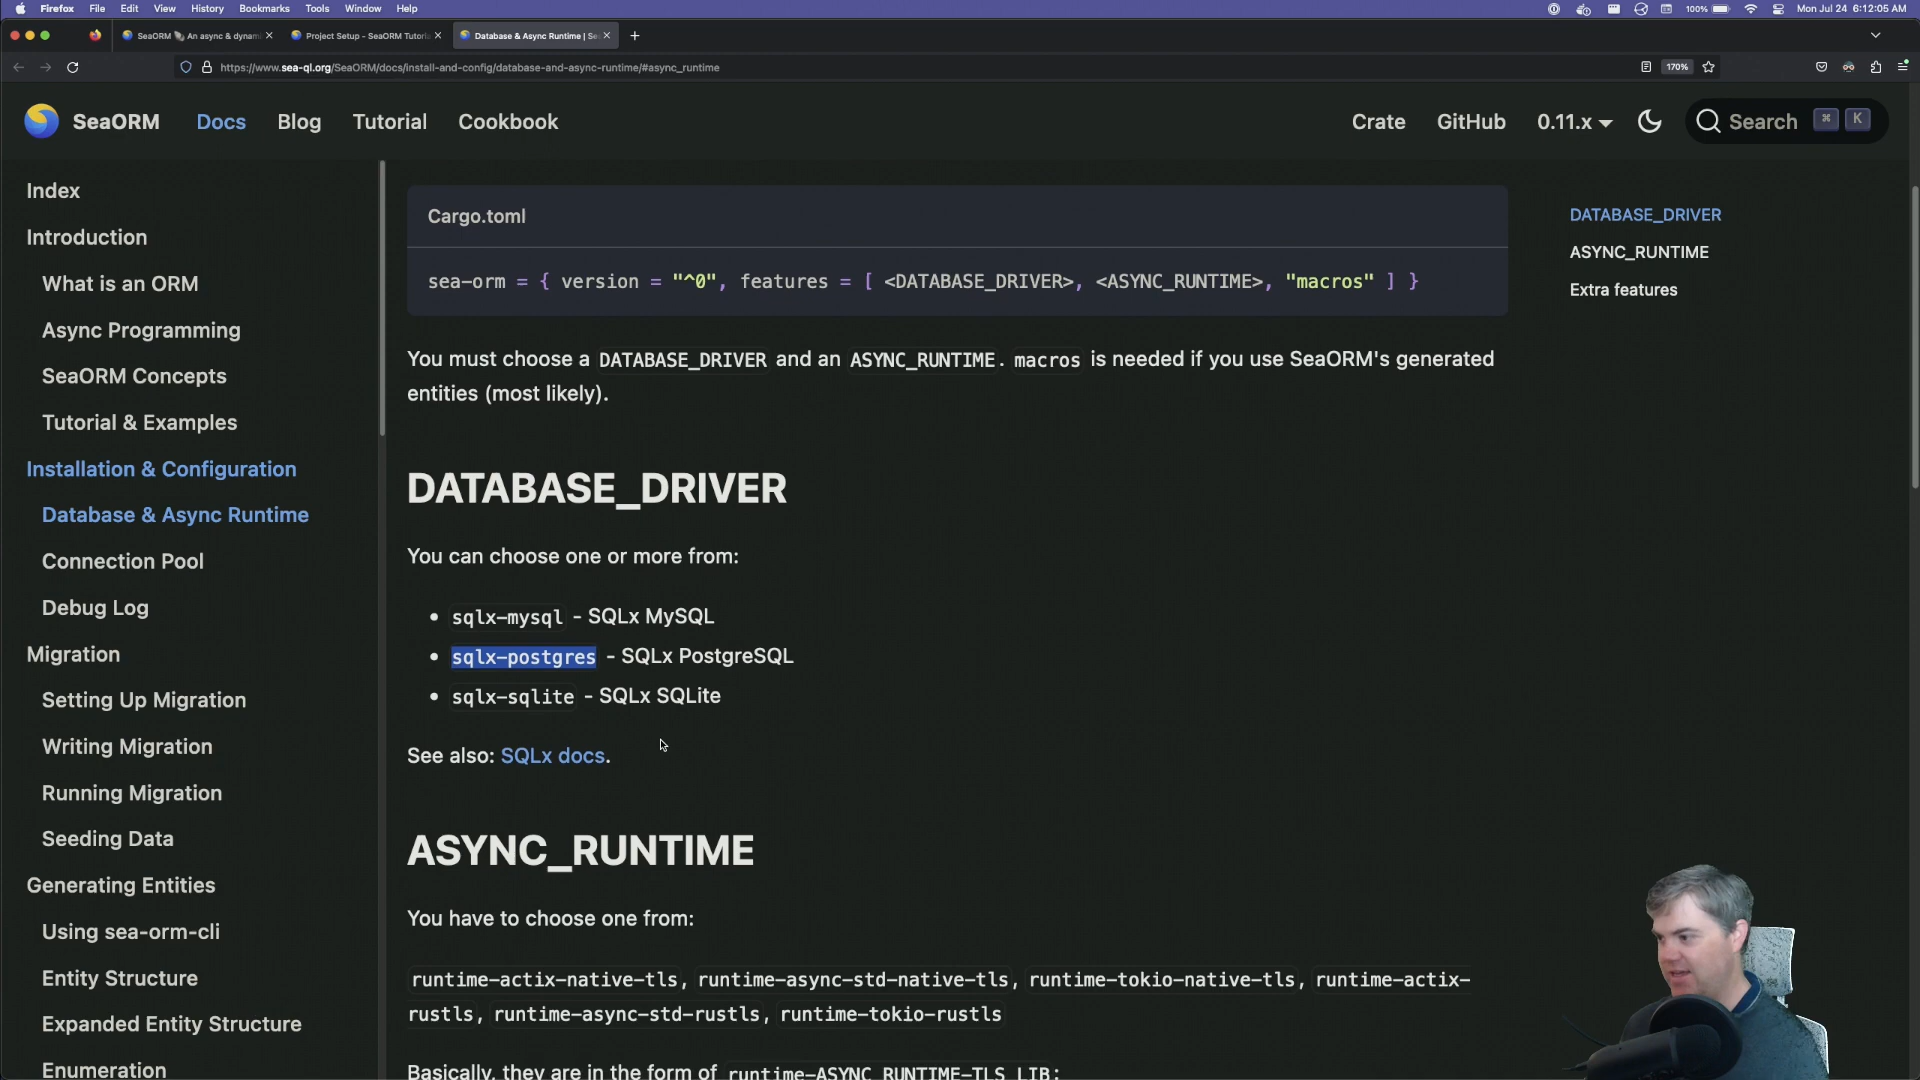 Firefox File Edit View History Bookmarks Tools Window Help 100% Mon Jul 24 6:12:05 AM
SeaORM An async & dynam Project Setup - SeaORM Tutoria Database & Async Runtime | Se
https://www.sea-ql.org/SeaORM/docs/install-and-config/database-and-async-runtime/#async_runtime 170%
SeaORM Docs Blog Tutorial Cookbook Crate GitHub 0.11.x Search ⌘ K
Index
Introduction
What is an ORM
Async Programming
SeaORM Concepts
Tutorial & Examples
Installation & Configuration
Database & Async Runtime
Connection Pool
Debug Log
Migration
Setting Up Migration
Writing Migration
Running Migration
Seeding Data
Generating Entities
Using sea-orm-cli
Entity Structure
Expanded Entity Structure
Enumeration
Cargo.toml
sea-orm = { version = "^0", features = [ <DATABASE_DRIVER>, <ASYNC_RUNTIME>, "macros" ] }
You must choose a DATABASE_DRIVER and an ASYNC_RUNTIME. macros is needed if you use SeaORM's generated
entities (most likely).
DATABASE_DRIVER
You can choose one or more from:
• sqlx-mysql - SQLx MySQL
• sqlx-postgres - SQLx PostgreSQL
• sqlx-sqlite - SQLx SQLite
See also: SQLx docs.
ASYNC_RUNTIME
You have to choose one from:
runtime-actix-native-tls, runtime-async-std-native-tls, runtime-tokio-native-tls, runtime-actix-
rustls, runtime-async-std-rustls, runtime-tokio-rustls
Basically, they are in the form of runtime-ASYNC_RUNTIME-TLS_LIB:
DATABASE_DRIVER
ASYNC_RUNTIME
Extra features